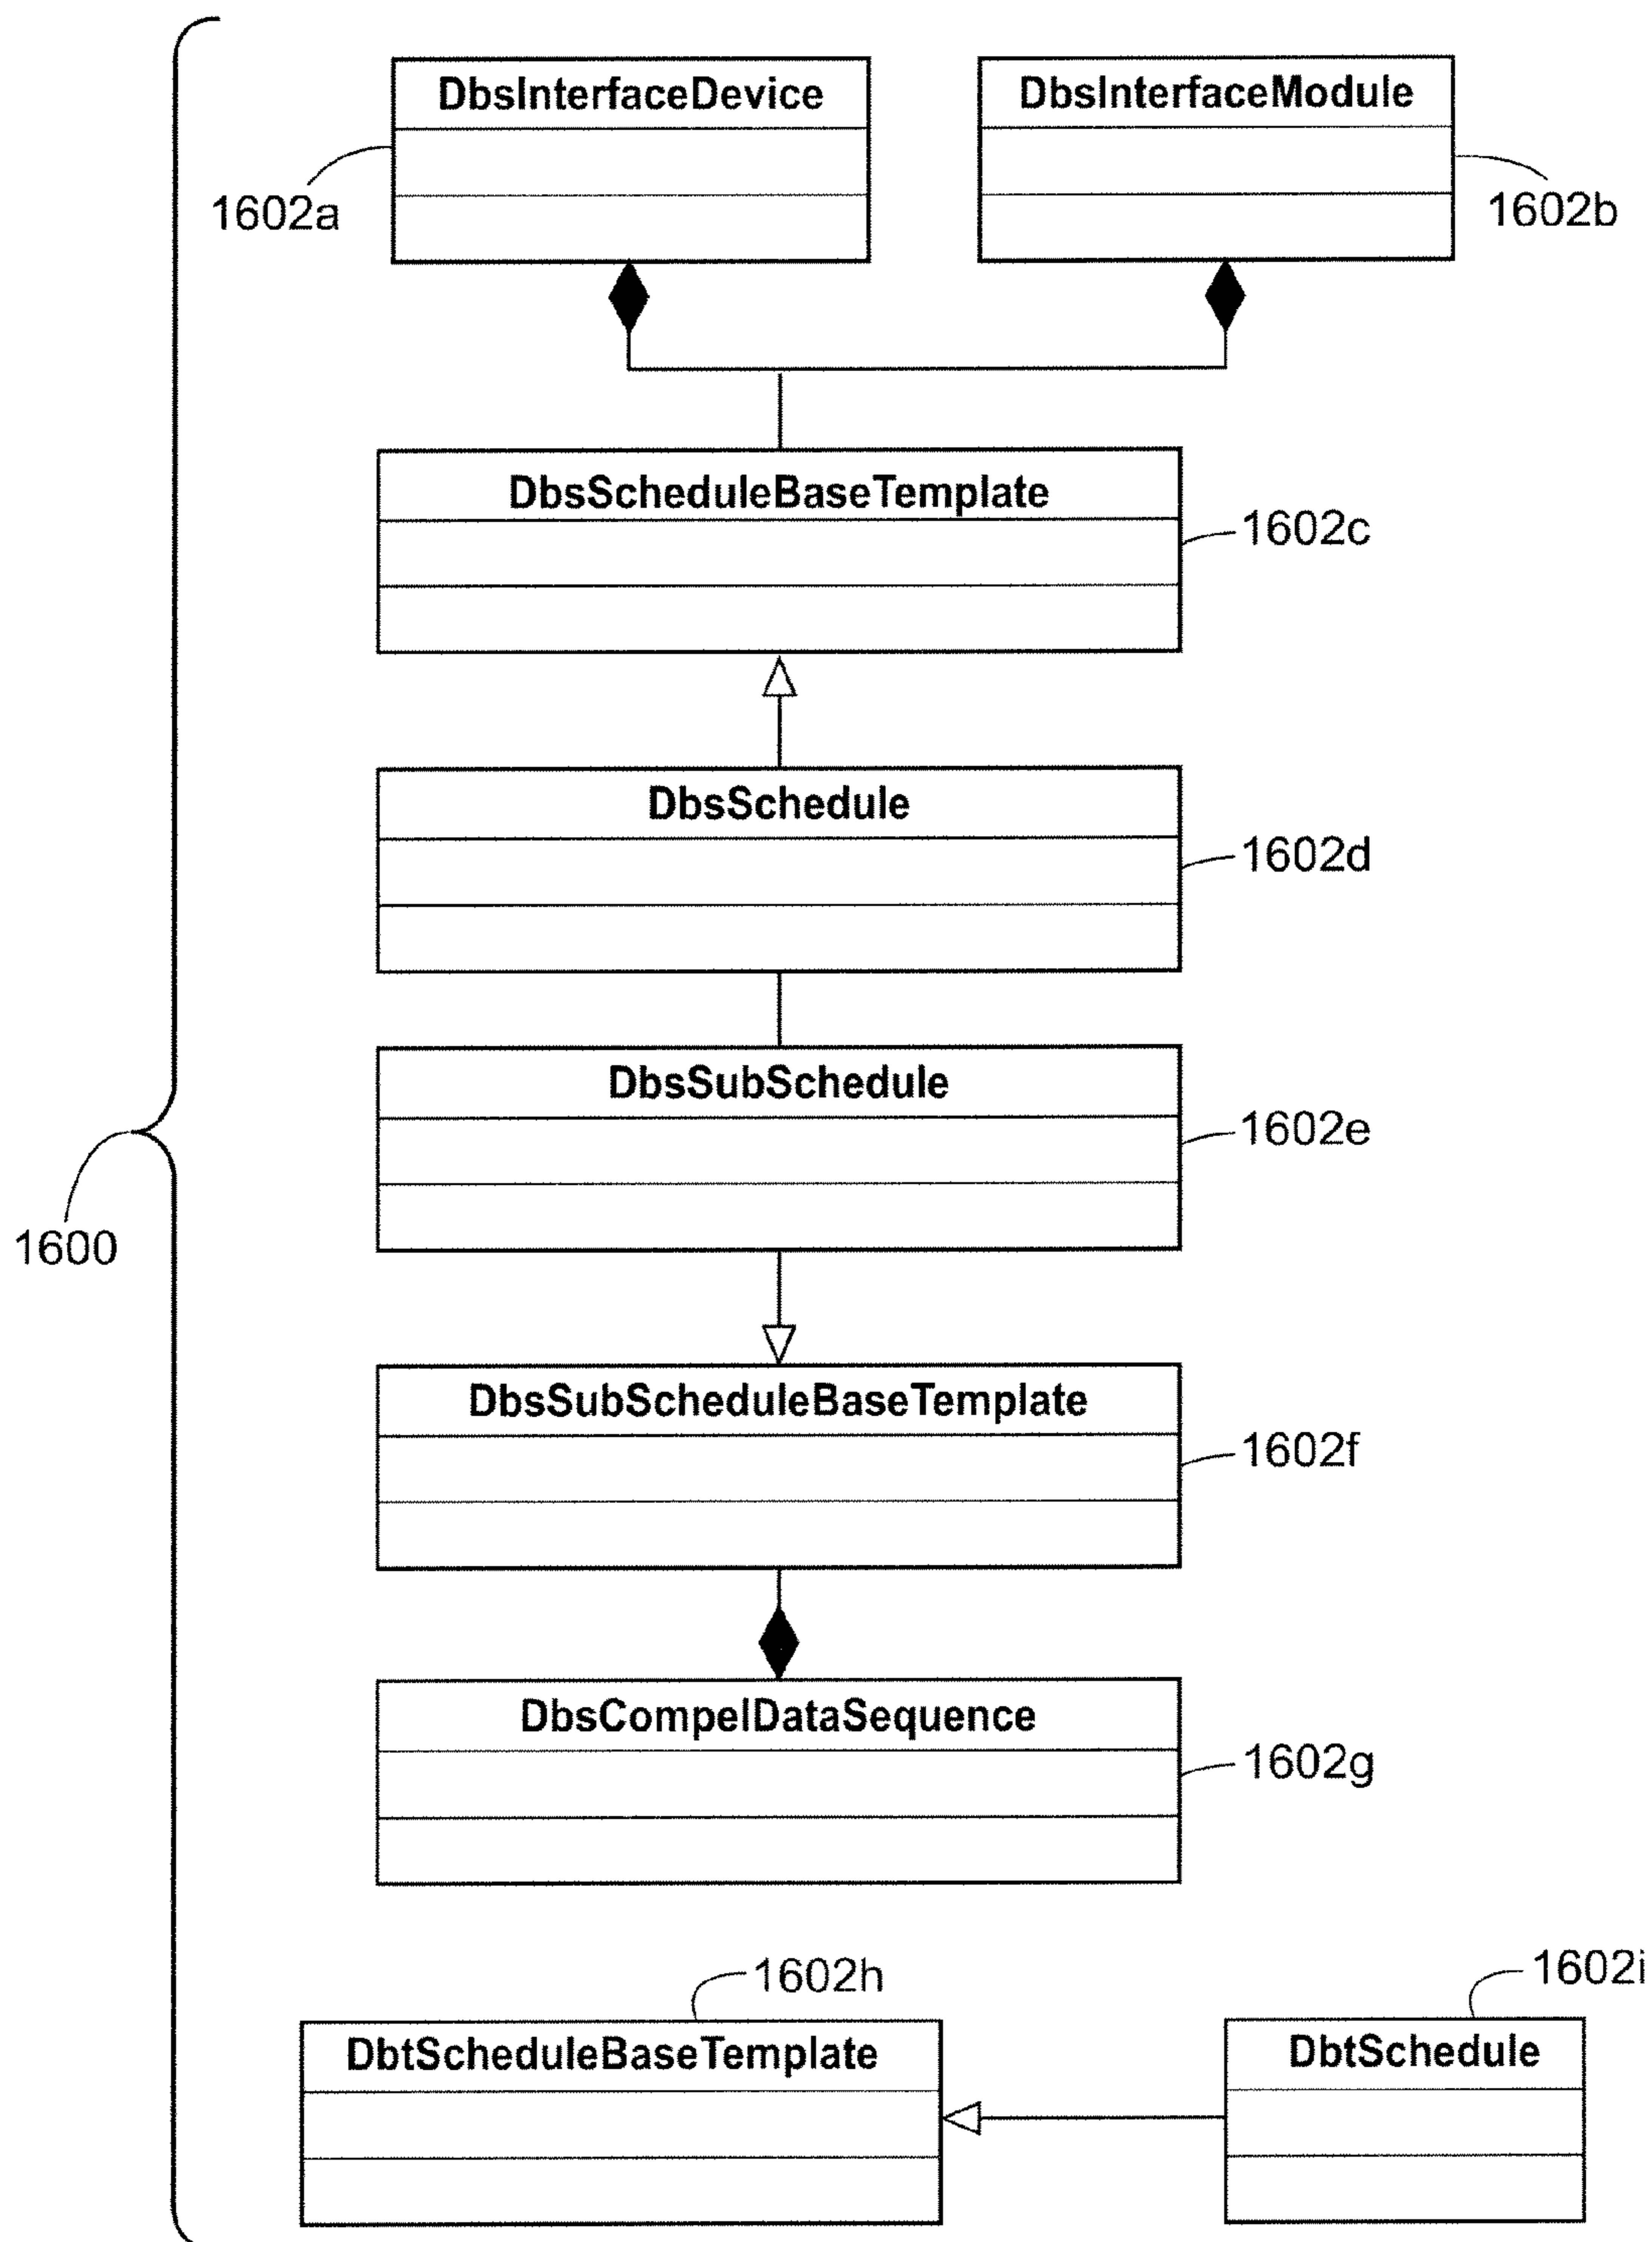 DbsInterfaceDevice
DbsInterfaceModule
1602a
1602b
DbsScheduleBaseTemplate
1602c
DbsSchedule
1602d
DbsSubSchedule
1602e
1600
DbsSubScheduleBaseTemplate
1602f
DbsCompelDataSequence
1602g
1602h
1602i
DbtScheduleBaseTemplate
DbtSchedule